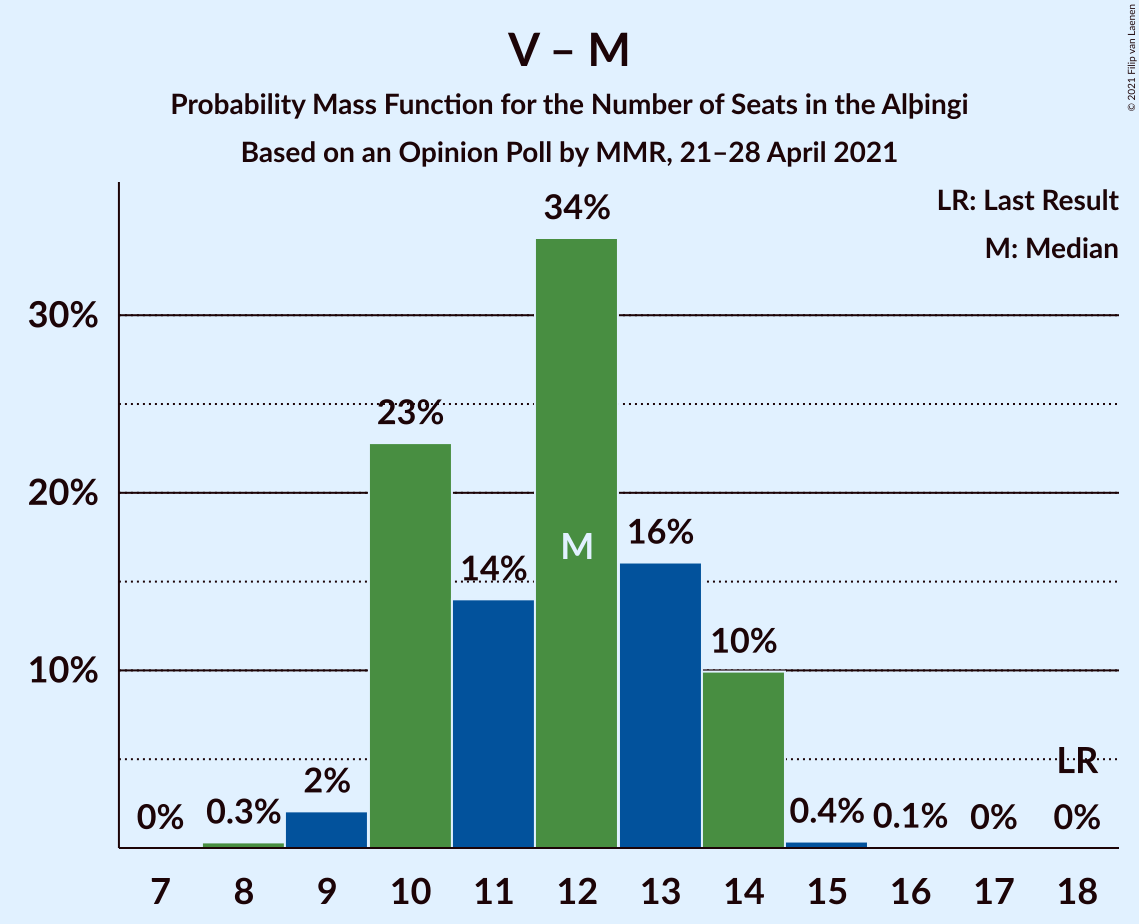 V – M
Probability Mass Function for the Number of Seats in the Alþingi
Based on an Opinion Poll by MMR, 21–28 April 2021
© 2021 Filip van Laenen
LR: Last Result
M: Median
34%
30%
23%
20%
16%
M
14%
10%
10%
2%
LR
0%
0.3%
0.4%
0.1%
0%
0%
7 8 9 10 11 12 13 14 15 16 17 18